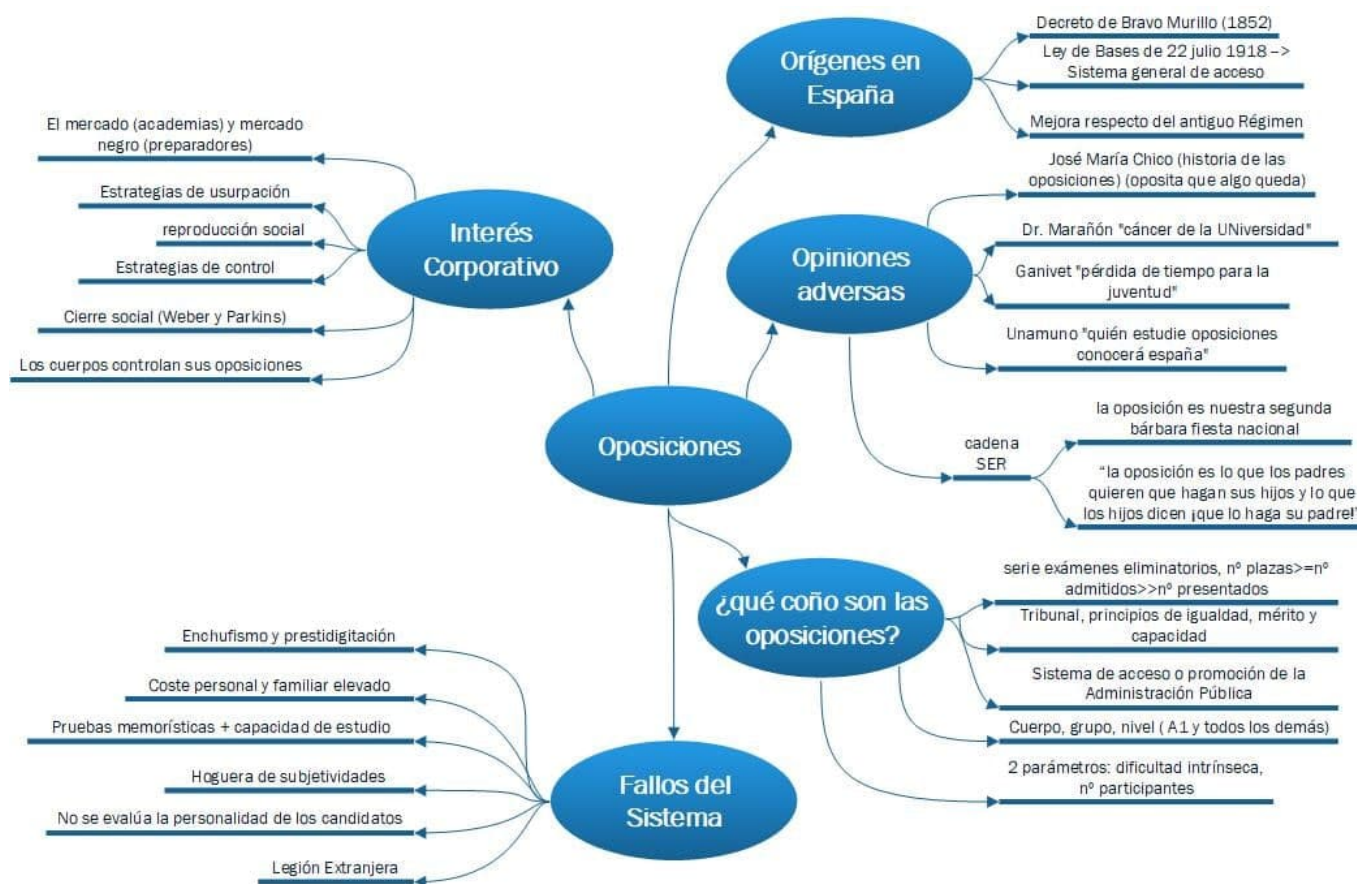 Oposiciones
Orígenes en
España
Decreto de Bravo Murillo (1852)
Ley de Bases de 22 julio 1918 –>
Sistema general de acceso
Mejora respecto del antiguo Régimen
Opiniones
adversas
José María Chico (historia de las
oposiciones) (oposita que algo queda)
Dr. Marañón "cáncer de la UNiversidad"
Ganivet "pérdida de tiempo para la
juventud"
Unamuno "quién estudie oposiciones
conocerá españa"
cadena
SER
la oposición es nuestra segunda
bárbara fiesta nacional
“la oposición es lo que los padres
quieren que hagan sus hijos y lo que
los hijos dicen ¡que lo haga su padre!"
¿qué coño son las
oposiciones?
serie exámenes eliminatorios, nº plazas>=nº
admitidos>>nº presentados
Tribunal, principios de igualdad, mérito y
capacidad
Sistema de acceso o promoción de la
Administración Pública
Cuerpo, grupo, nivel ( A1 y todos los demás)
2 parámetros: dificultad intrínseca,
nº participantes
Fallos del
Sistema
Enchufismo y prestidigitación
Coste personal y familiar elevado
Pruebas memorísticas + capacidad de estudio
Hoguera de subjetividades
No se evalúa la personalidad de los candidatos
Legión Extranjera
Interés
Corporativo
El mercado (academias) y mercado
negro (preparadores)
Estrategias de usurpación
reproducción social
Estrategias de control
Cierre social (Weber y Parkins)
Los cuerpos controlan sus oposiciones